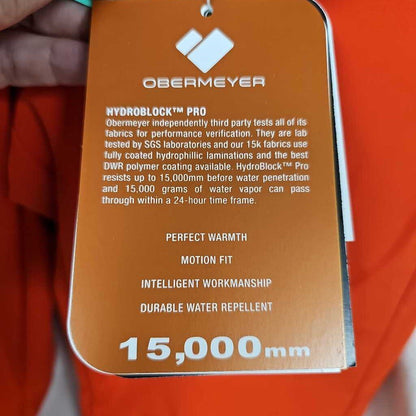 OBERMEYER
HYDROBLOCK™ PRO
Obermeyer independently third party tests all of its
fabrics for performance verification. They are lab
tested by SGS laboratories and our 15k fabrics use
fully coated hydrophillic laminations and the best
DWR polymer coating available. HydroBlock™ Pro
resists up to 15,000mm before water penetration
and 15,000 grams of water vapor can pass
through within a 24-hour time frame.
PERFECT WARMTH
MOTION FIT
INTELLIGENT WORKMANSHIP
DURABLE WATER REPELLENT
15,000mm